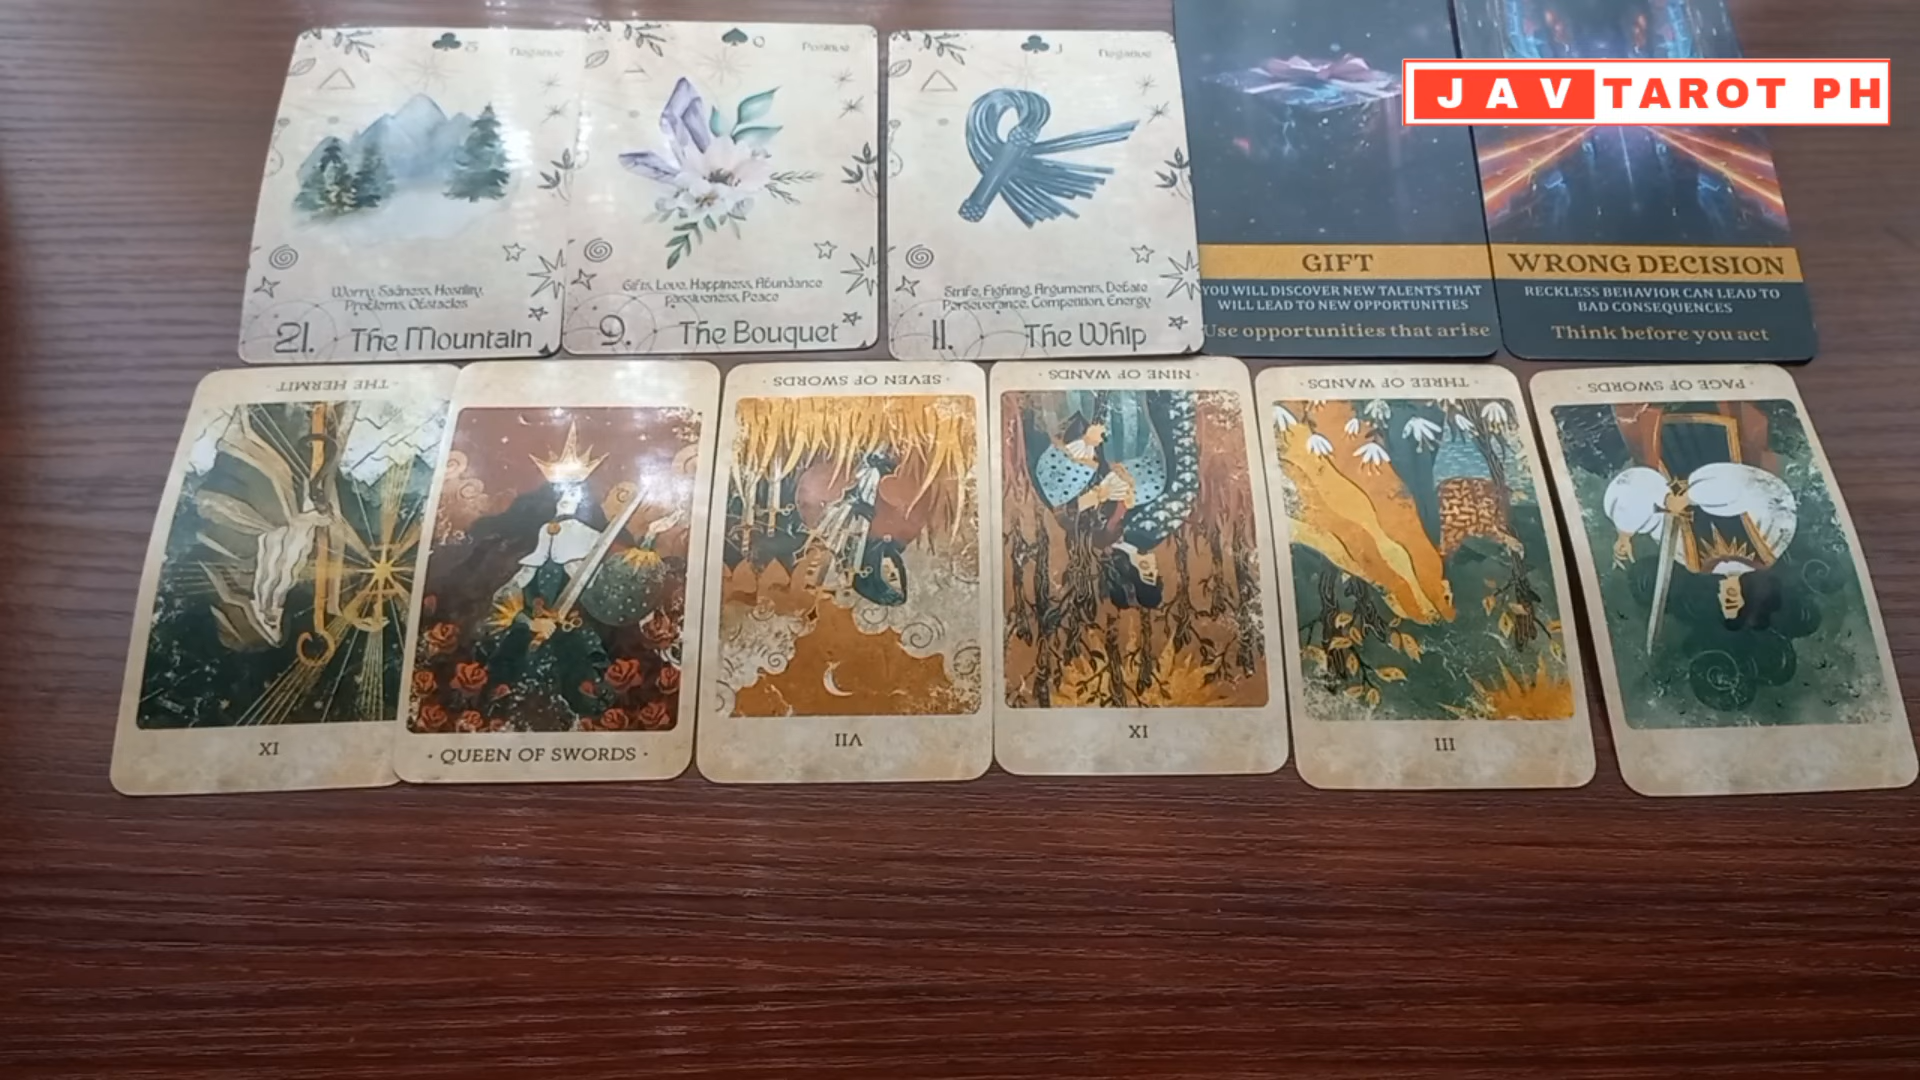 5 Negative
Q Positive
J Negative
JAV TAROT PH
Worry, Sadness, Hostility,
Problems, Obstacles
21. The Mountain
Gifts, Love, Happiness, Abundance
Forgiveness, Peace
9. The Bouquet
Strife, Fighting, Arguments, Debate
Perseverance, Competition, Energy
11. The Whip
GIFT
YOU WILL DISCOVER NEW TALENTS THAT
WILL LEAD TO NEW OPPORTUNITIES
Use opportunities that arise
WRONG DECISION
RECKLESS BEHAVIOR CAN LEAD TO
BAD CONSEQUENCES
Think before you act
· THE HERMIT ·
IX
· QUEEN OF SWORDS ·
· SEVEN OF SWORDS ·
VII
· NINE OF WANDS ·
IX
· THREE OF WANDS ·
III
· PAGE OF SWORDS ·